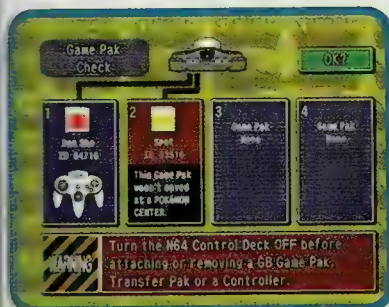 Game Pak
Check
OK?
1
2
3
4
Game Pak
None
Game Pak
None
Spot
This Game Pak
wasn't saved
at a POKéMON
CENTER.
WARNING
Turn the N64 Control Deck OFF before
attaching or removing a GB Game Pak,
Transfer Pak or a Controller.